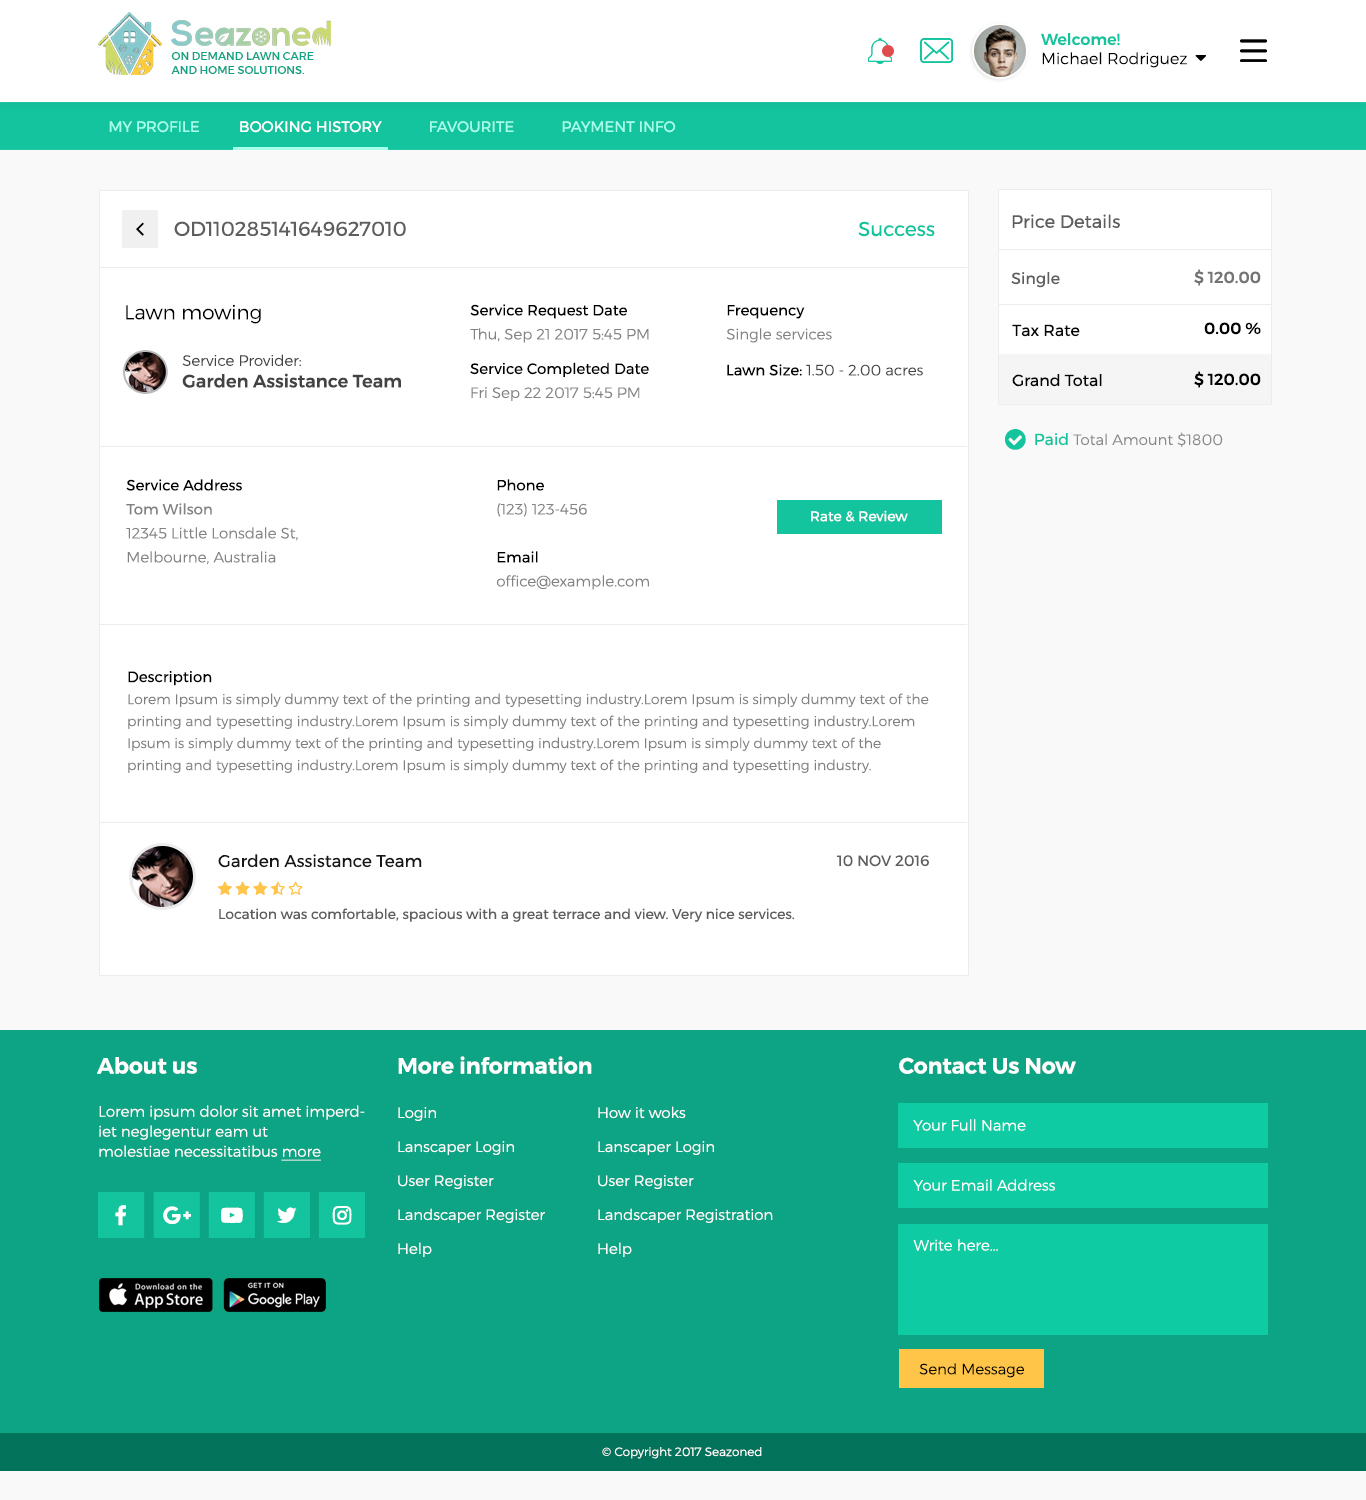 Seazoned
ON DEMAND LAWN CARE
AND HOME SOLUTIONS.
Welcome!
Michael Rodriguez
MY PROFILE
BOOKING HISTORY
FAVOURITE
PAYMENT INFO
OD110285141649627010
Success
Lawn mowing
Service Provider:
Garden Assistance Team
Service Request Date
Thu, Sep 21 2017 5:45 PM
Service Completed Date
Fri Sep 22 2017 5:45 PM
Frequency
Single services
Lawn Size: 1.50 - 2.00 acres
Service Address
Tom Wilson
12345 Little Lonsdale St,
Melbourne, Australia
Phone
(123) 123-456
Email
office@example.com
Rate & Review
Description
Lorem Ipsum is simply dummy text of the printing and typesetting industry.Lorem Ipsum is simply dummy text of the
printing and typesetting industry.Lorem Ipsum is simply dummy text of the printing and typesetting industry.Lorem
Ipsum is simply dummy text of the printing and typesetting industry.Lorem Ipsum is simply dummy text of the
printing and typesetting industry.Lorem Ipsum is simply dummy text of the printing and typesetting industry.
Garden Assistance Team
10 NOV 2016
Location was comfortable, spacious with a great terrace and view. Very nice services.
Price Details
Single
$ 120.00
Tax Rate
0.00 %
Grand Total
$ 120.00
Paid Total Amount $1800
About us
Lorem ipsum dolor sit amet imperd-
iet neglegentur eam ut
molestiae necessitatibus more
G+
Download on the
App Store
GET IT ON
Google Play
More information
Login
Lanscaper Login
User Register
Landscaper Register
Help
How it woks
Lanscaper Login
User Register
Landscaper Registration
Help
Contact Us Now
Your Full Name
Your Email Address
Write here...
Send Message
© Copyright 2017 Seazoned